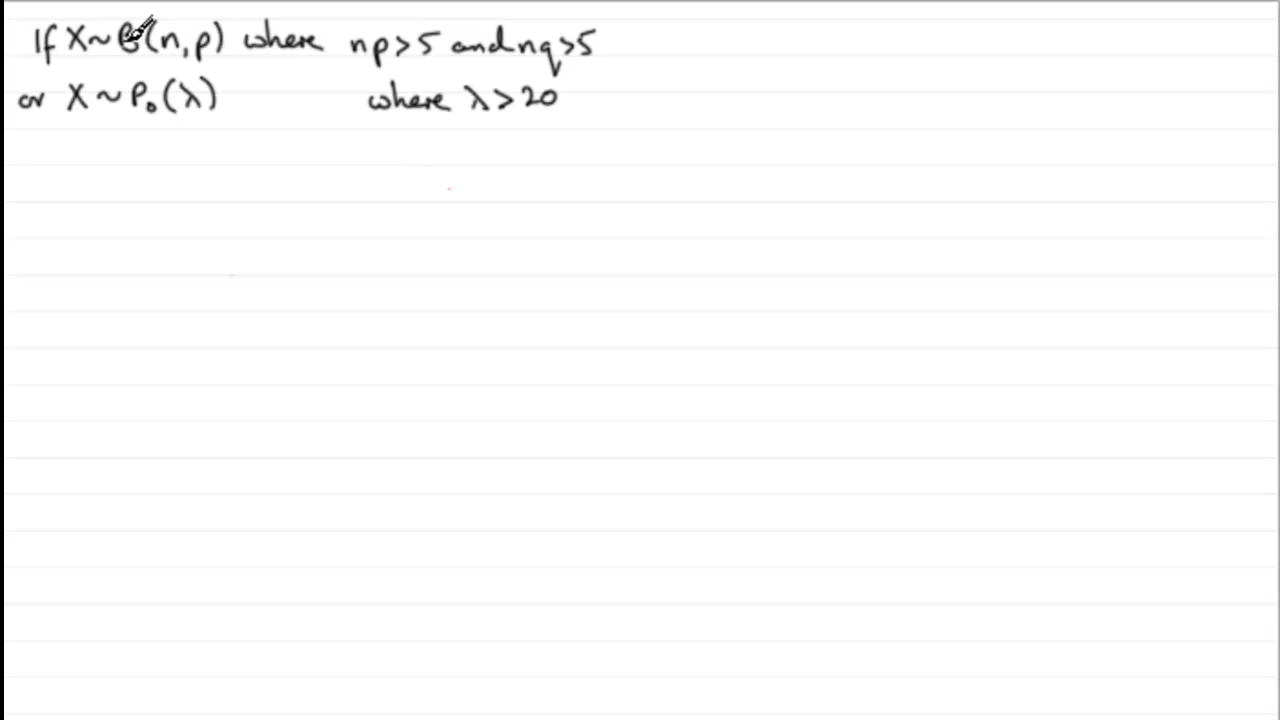 If X~B(n,p) where np>5 and nq>5
or X~Po(λ) where λ>20